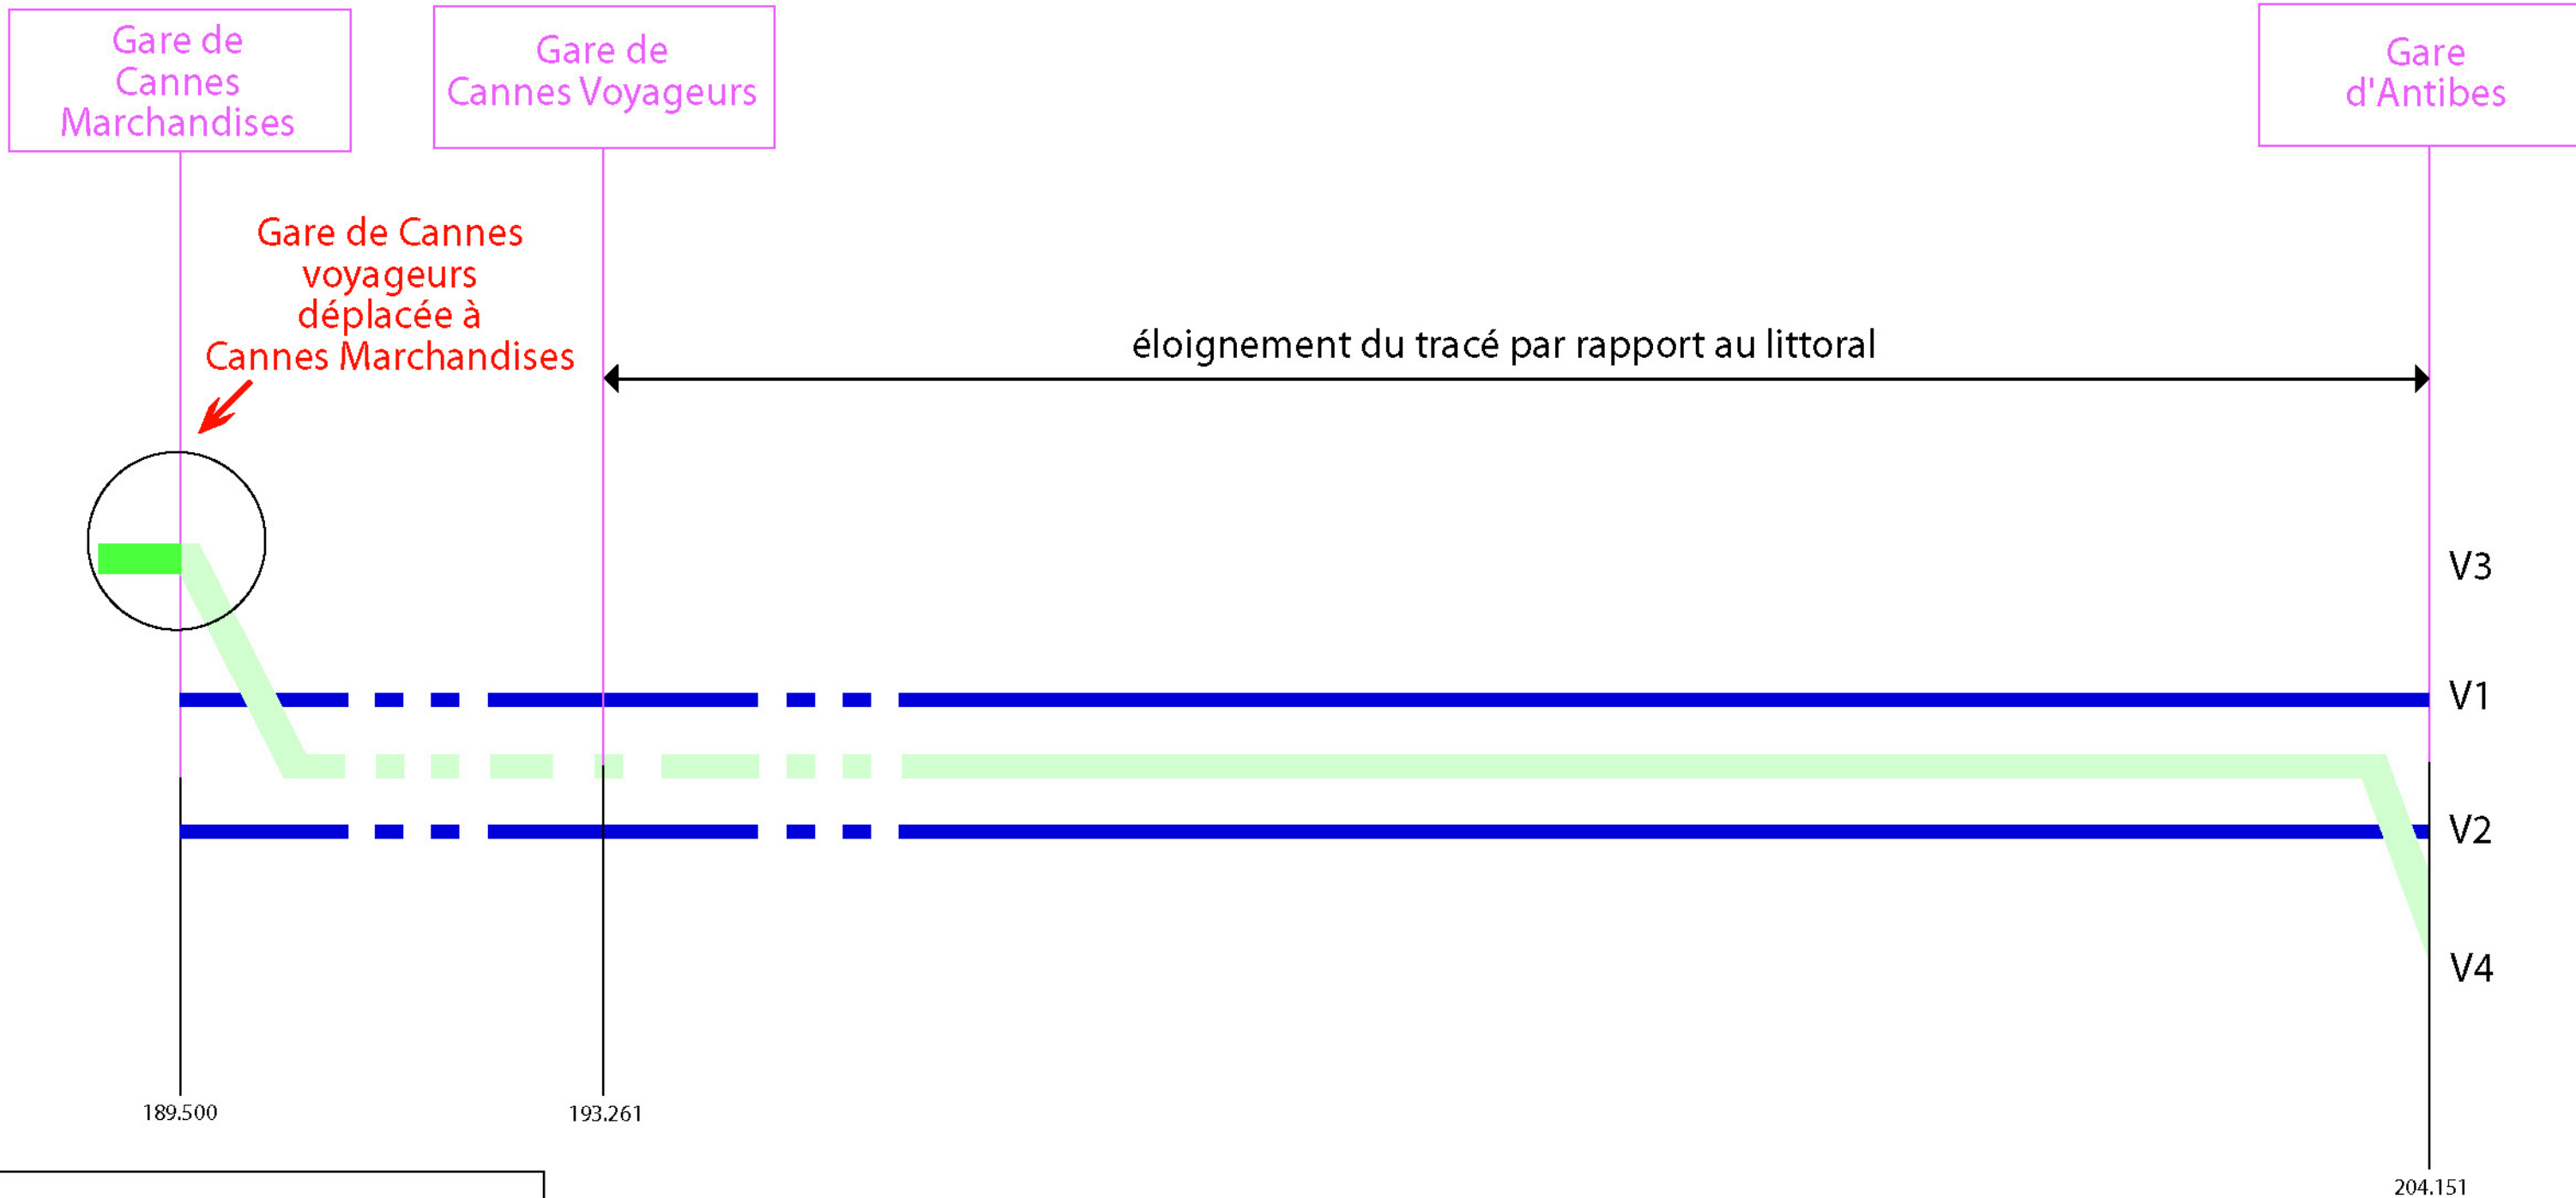 Gare de
Cannes
Marchandises
Gare de
Cannes Voyageurs
Gare
d'Antibes
Gare de Cannes
voyageurs
déplacée à
Cannes Marchandises
éloignement du tracé par rapport au littoral
V3
V1
V2
V4
189.500
193.261
204.151